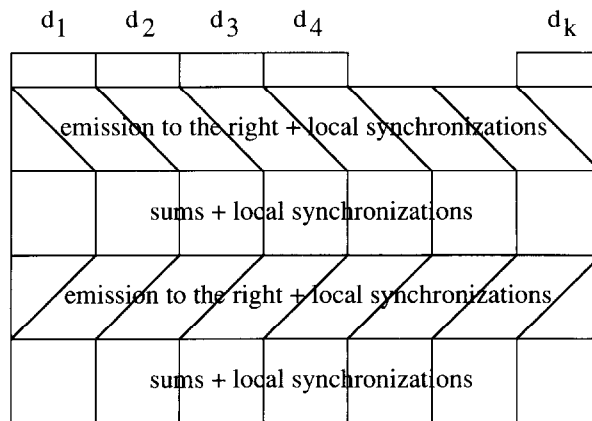 d1 d2 d3 d4 dk
emission to the right + local synchronizations
sums + local synchronizations
emission to the right + local synchronizations
sums + local synchronizations